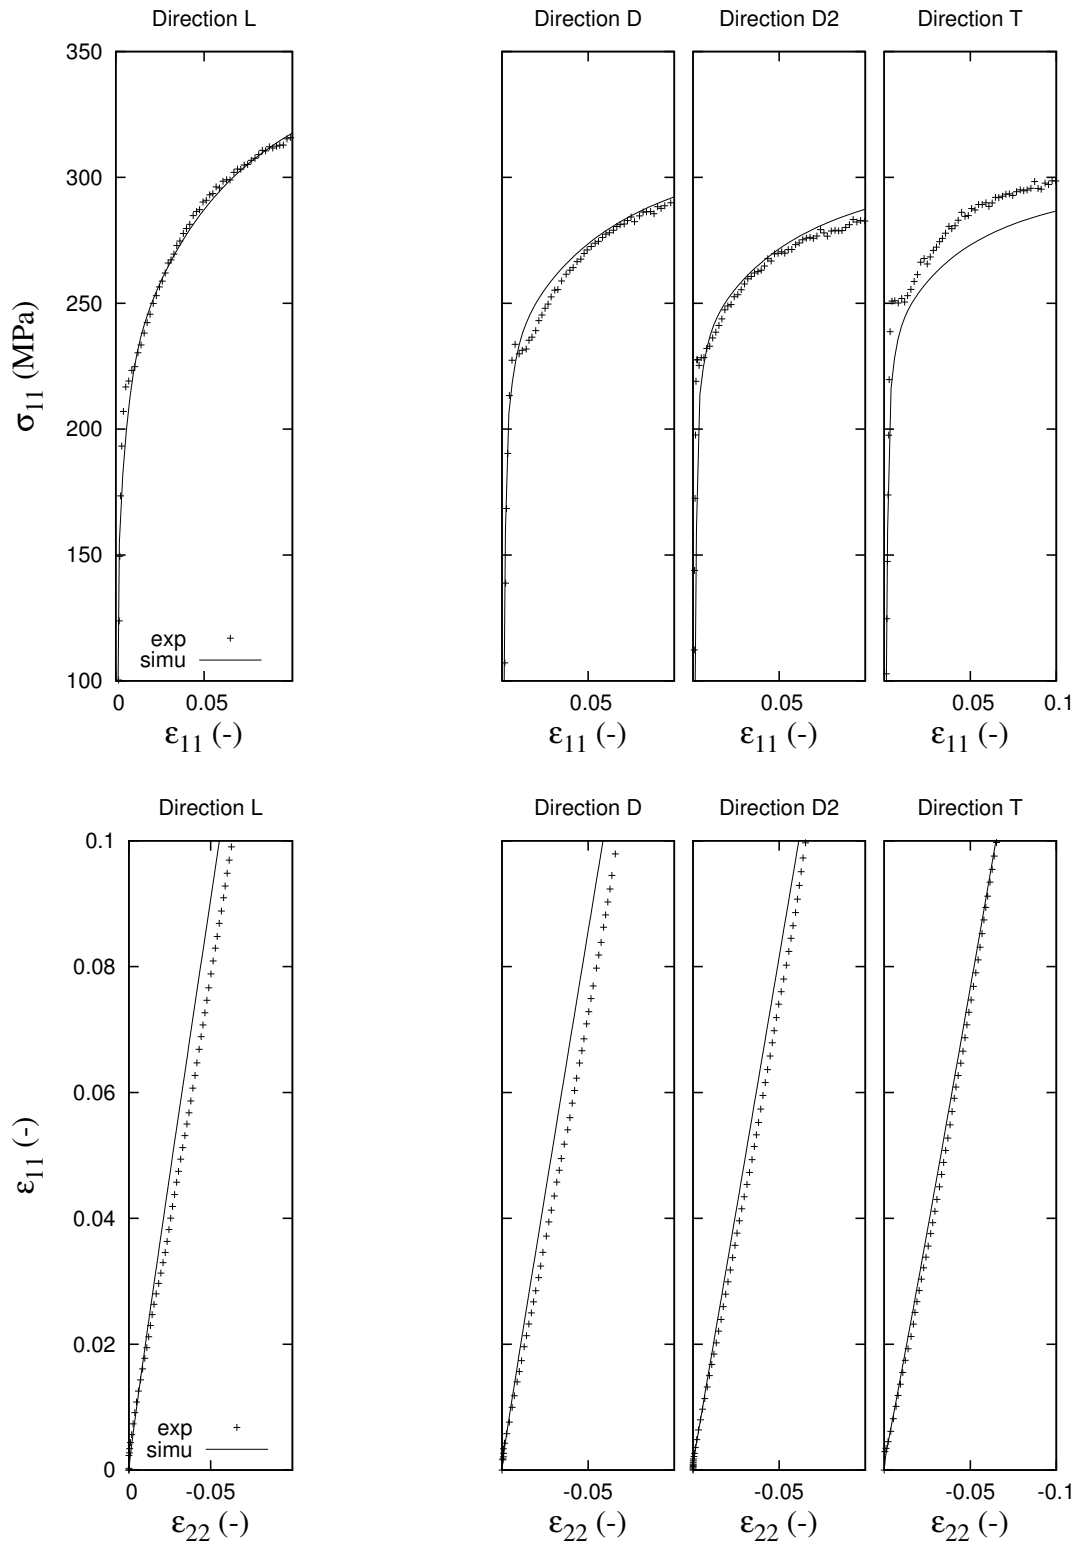 Direction L Direction D Direction D2 Direction T
350
300
250
200
150
100
σ11 (MPa)
exp
simu
0 0.05 0.05 0.05 0.05 0.1
ε11 (-) ε11 (-) ε11 (-) ε11 (-)
Direction L Direction D Direction D2 Direction T
0.1
0.08
0.06
0.04
0.02
0
ε11 (-)
exp
simu
0 -0.05 -0.05 -0.05 -0.05 -0.1
ε22 (-) ε22 (-) ε22 (-) ε22 (-)